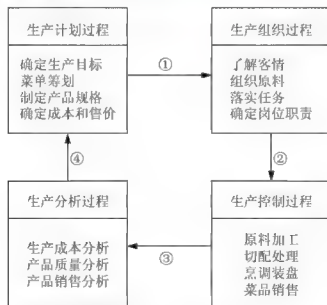 生产计划过程
确定生产目标
菜单筹划
制定产品规格
确定成本和售价
①
生产组织过程
了解客情
组织原料
落实任务
确定岗位职责
②
生产控制过程
原料加工
切配处理
烹调装盘
菜品销售
③
生产分析过程
生产成本分析
产品质量分析
产品销售分析
④